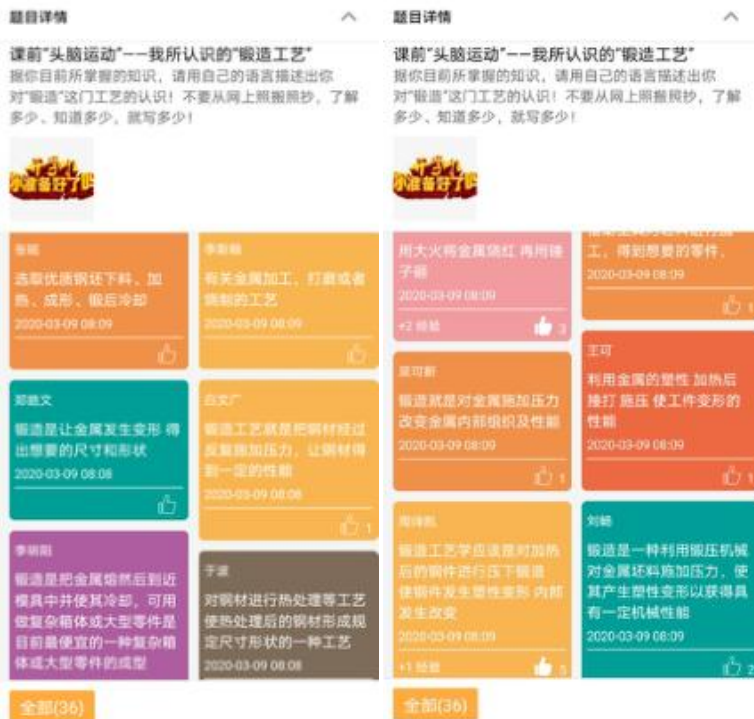 题目详情
课前“头脑运动”——我所认识的“锻造工艺”
据你目前所掌握的知识，请用自己的语言描述出你
对“锻造”这门工艺的认识！不要从网上照搬照抄，了解
多少、知道多少，就写多少！
选取优质钢坯下料、加
热、成形、锻后冷却
2020-03-09 08:09
有关金属加工，打磨或者
烧制的工艺
2020-03-09 08:09
锻造是让金属发生变形 得
出想要的尺寸和形状
2020-03-09 08:08
白文广
锻造工艺就是把钢材经过
反复施加压力，让钢材得
到一定的性能
2020-03-09 08:08
1
李明阳
锻造是把金属熔然后到近
模具中并使其冷却，可用
做复杂箱体或大型零件是
目前最便宜的一种复杂箱
体或大型零件的成型
于波
对钢材进行热处理等工艺
使热处理后的钢材形成规
定尺寸形状的一种工艺
2020-03-09 08:08
全部(36)
题目详情
课前“头脑运动”——我所认识的“锻造工艺”
据你目前所掌握的知识，请用自己的语言描述出你
对“锻造”这门工艺的认识！不要从网上照搬照抄，了解
多少、知道多少，就写多少！
用大火将金属烧红 再用锤
子砸
2020-03-09 08:09
+2 经验
3
工，得到想要的零件。
2020-03-09 08:09
1
锻造就是对金属施加压力
改变金属内部组织及性能
2020-03-09 08:09
1
王可
利用金属的塑性 加热后
捶打 施压 使工件变形的
性能
2020-03-09 08:09
1
锻造工艺学应该是对加热
后的钢件进行压下锻造
使钢件发生塑性变形 内部
发生改变
2020-03-09 08:09
+1 经验
5
刘畅
锻造是一种利用锻压机械
对金属坯料施加压力，使
其产生塑性变形以获得具
有一定机械性能
2020-03-09 08:09
2
全部(36)